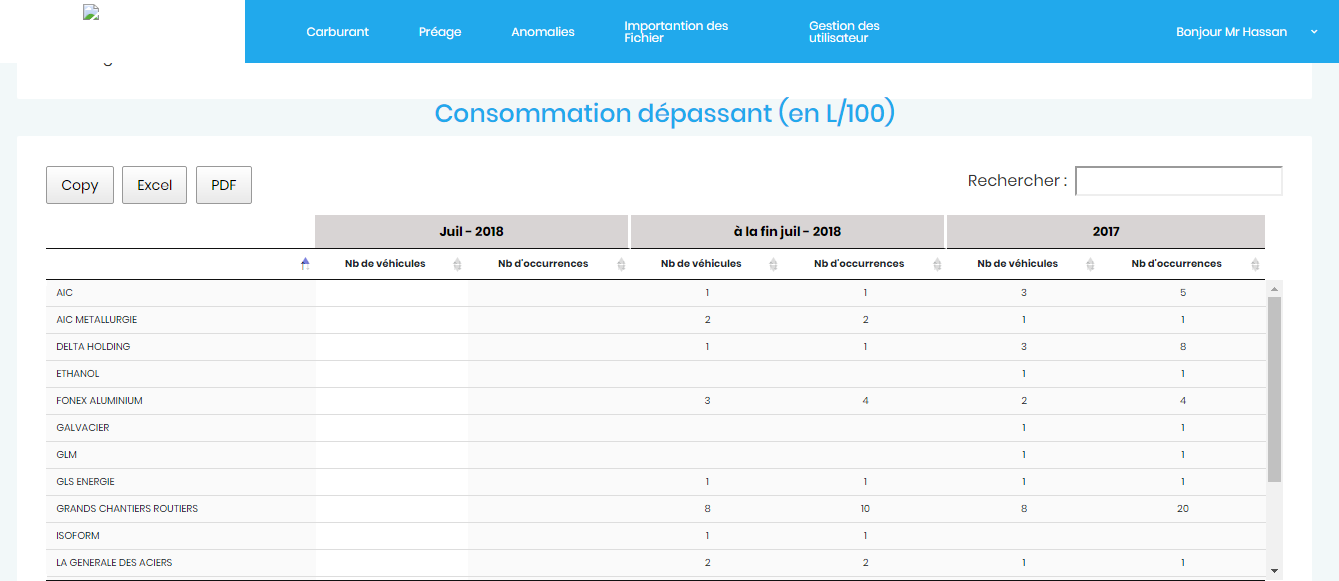 Carburant Préage Anomalies Importantion des Fichier Gestion des utilisateur Bonjour Mr Hassan
Consommation dépassant (en L/100)
Copy Excel PDF Rechercher :
Juil - 2018 à la fin juil - 2018 2017
Nb de véhicules Nb d'occurrences Nb de véhicules Nb d'occurrences Nb de véhicules Nb d'occurrences
AIC 1 1 3 5
AIC METALLURGIE 2 2 1 1
DELTA HOLDING 1 1 3 8
ETHANOL 1 1
FONEX ALUMINIUM 3 4 2 4
GALVACIER 1 1
GLM 1 1
GLS ENERGIE 1 1 1 1
GRANDS CHANTIERS ROUTIERS 8 10 8 20
ISOFORM 1 1
LA GENERALE DES ACIERS 2 2 1 1